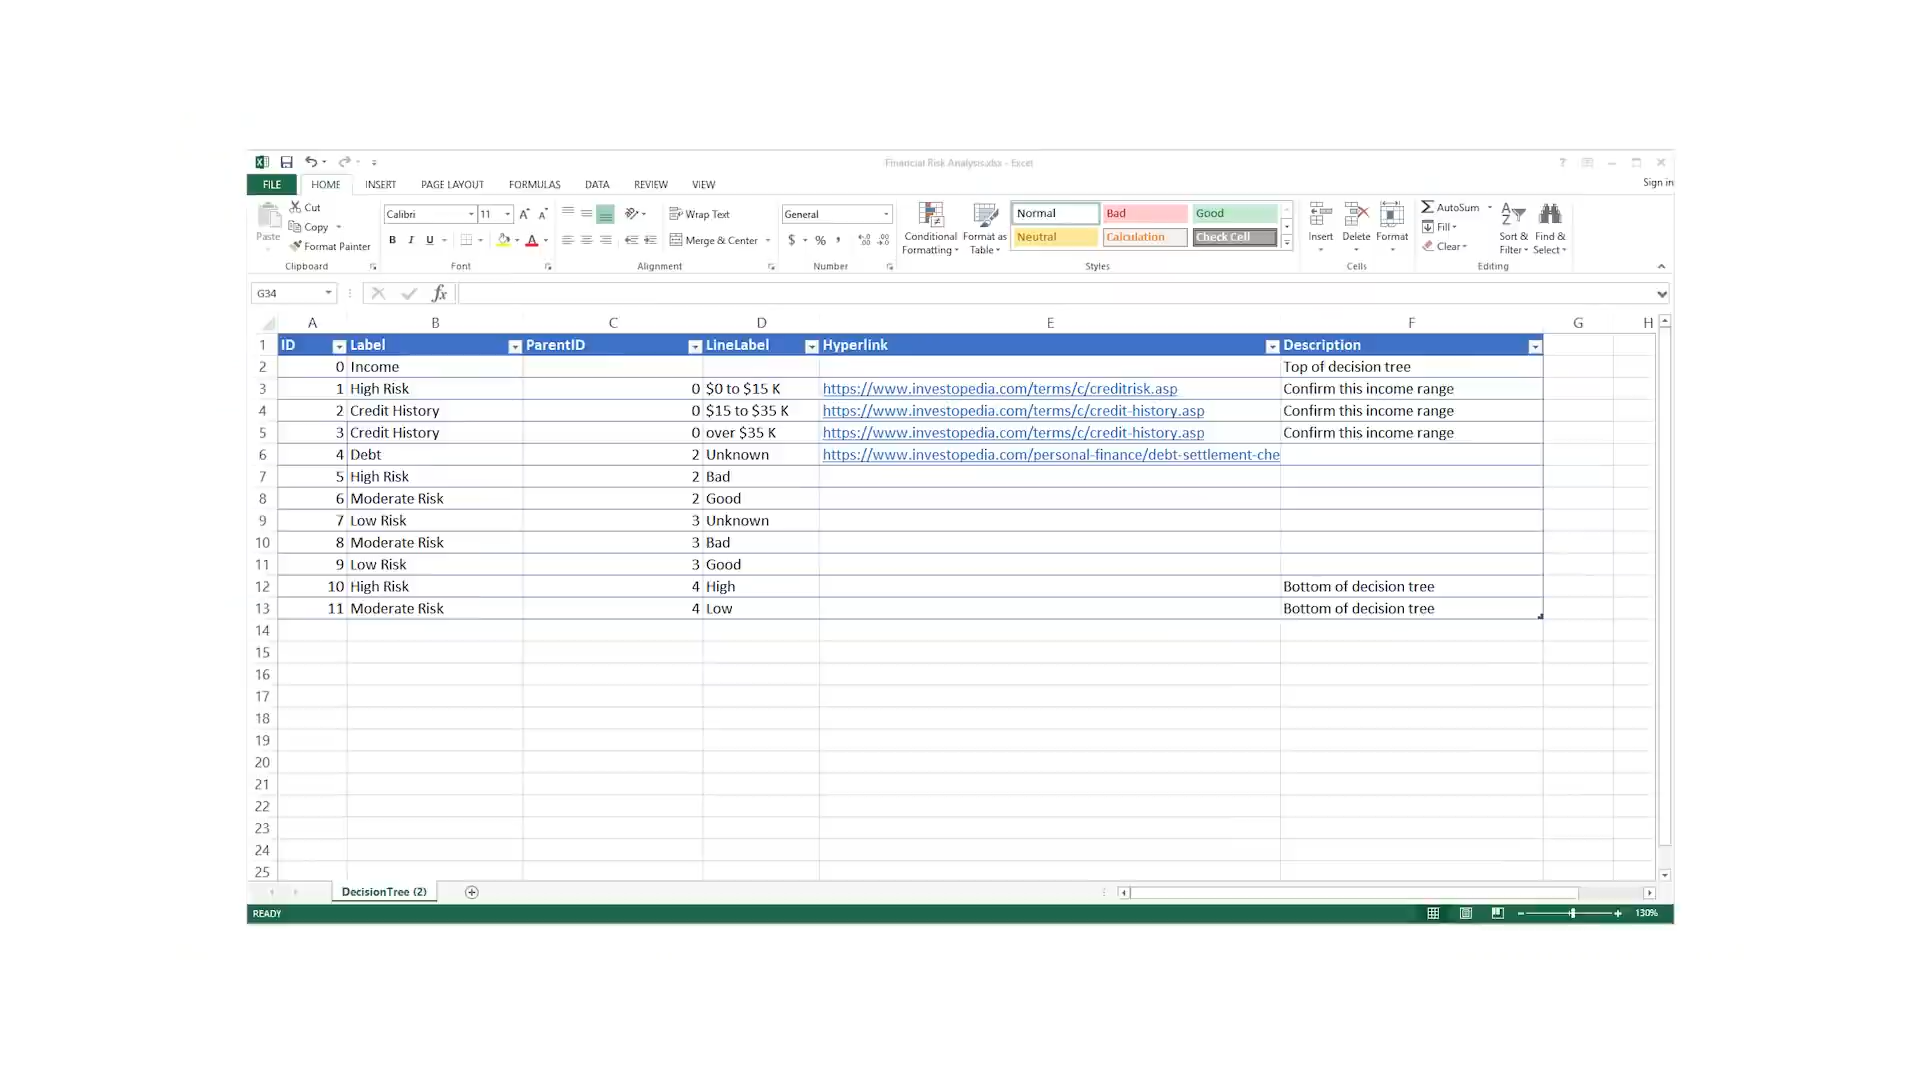 Financial Risk Analysis.xlsx - Excel
?
FILE HOME INSERT PAGE LAYOUT FORMULAS DATA REVIEW VIEW Sign in
Paste Cut Copy Format Painter Clipboard
Calibri 11 B I U A Font
Wrap Text Merge & Center Alignment
General $ % , Number
Conditional Formatting Format as Table
Normal Bad Good
Neutral Calculation Check Cell
Styles
Insert Delete Format Cells
AutoSum Fill Clear Sort & Filter Find & Select Editing
G34 fx
A B C D E F G H
1 ID Label ParentID LineLabel Hyperlink Description
2 0 Income Top of decision tree
3 1 High Risk 0 $0 to $15 K https://www.investopedia.com/terms/c/creditrisk.asp Confirm this income range
4 2 Credit History 0 $15 to $35 K https://www.investopedia.com/terms/c/credit-history.asp Confirm this income range
5 3 Credit History 0 over $35 K https://www.investopedia.com/terms/c/credit-history.asp Confirm this income range
6 4 Debt 2 Unknown https://www.investopedia.com/personal-finance/debt-settlement-che
7 5 High Risk 2 Bad
8 6 Moderate Risk 2 Good
9 7 Low Risk 3 Unknown
10 8 Moderate Risk 3 Bad
11 9 Low Risk 3 Good
12 10 High Risk 4 High Bottom of decision tree
13 11 Moderate Risk 4 Low Bottom of decision tree
14
15
16
17
18
19
20
21
22
23
24
25
DecisionTree (2)
READY 130%